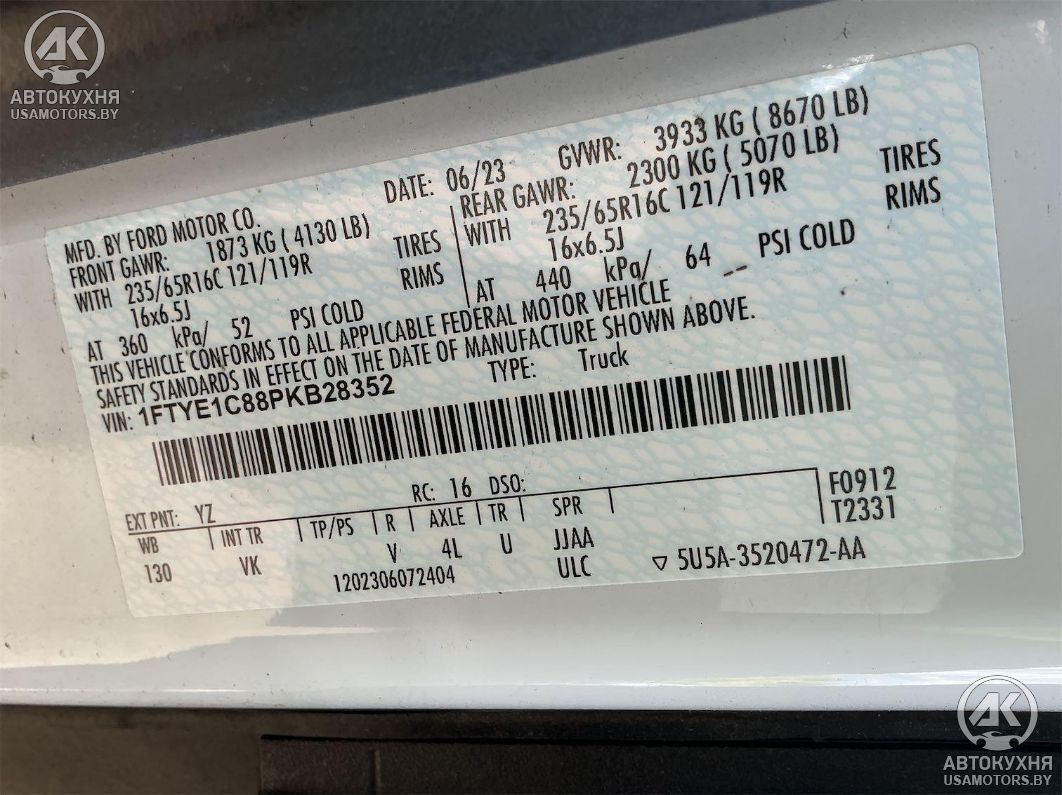 АК
АВТОКУХНЯ
USAMOTORS.BY
MFD. BY FORD MOTOR CO.
DATE: 06/23
GVWR: 3933 KG ( 8670 LB)
FRONT GAWR: 1873 KG ( 4130 LB)
WITH 235/65R16C 121/119R TIRES
16x6.5J RIMS
AT 360 kPa/ 52 PSI COLD
REAR GAWR: 2300 KG ( 5070 LB)
WITH 235/65R16C 121/119R TIRES
16x6.5J RIMS
AT 440 kPa/ 64 PSI COLD
THIS VEHICLE CONFORMS TO ALL APPLICABLE FEDERAL MOTOR VEHICLE
SAFETY STANDARDS IN EFFECT ON THE DATE OF MANUFACTURE SHOWN ABOVE.
VIN: 1FTYE1C88PKB28352 TYPE: Truck
EXT PNT: YZ RC: 16 DSO:
WB INT TR TP/PS R AXLE TR SPR
130 VK V 4L U JJAA
1202306072404 ULC
F0912
T2331
▽ 5U5A-3520472-AA
АК
АВТОКУХНЯ
USAMOTORS.BY